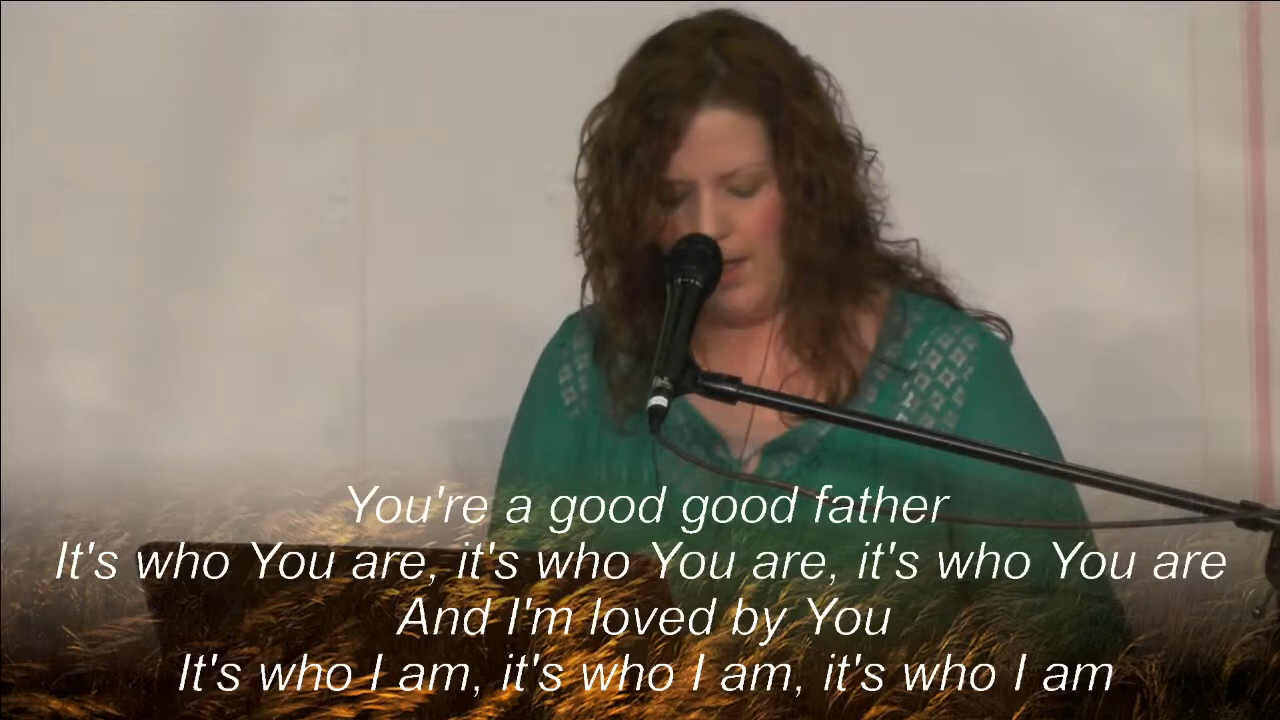 You're a good good father
It's who You are, it's who You are, it's who You are
And I'm loved by You
It's who I am, it's who I am, it's who I am